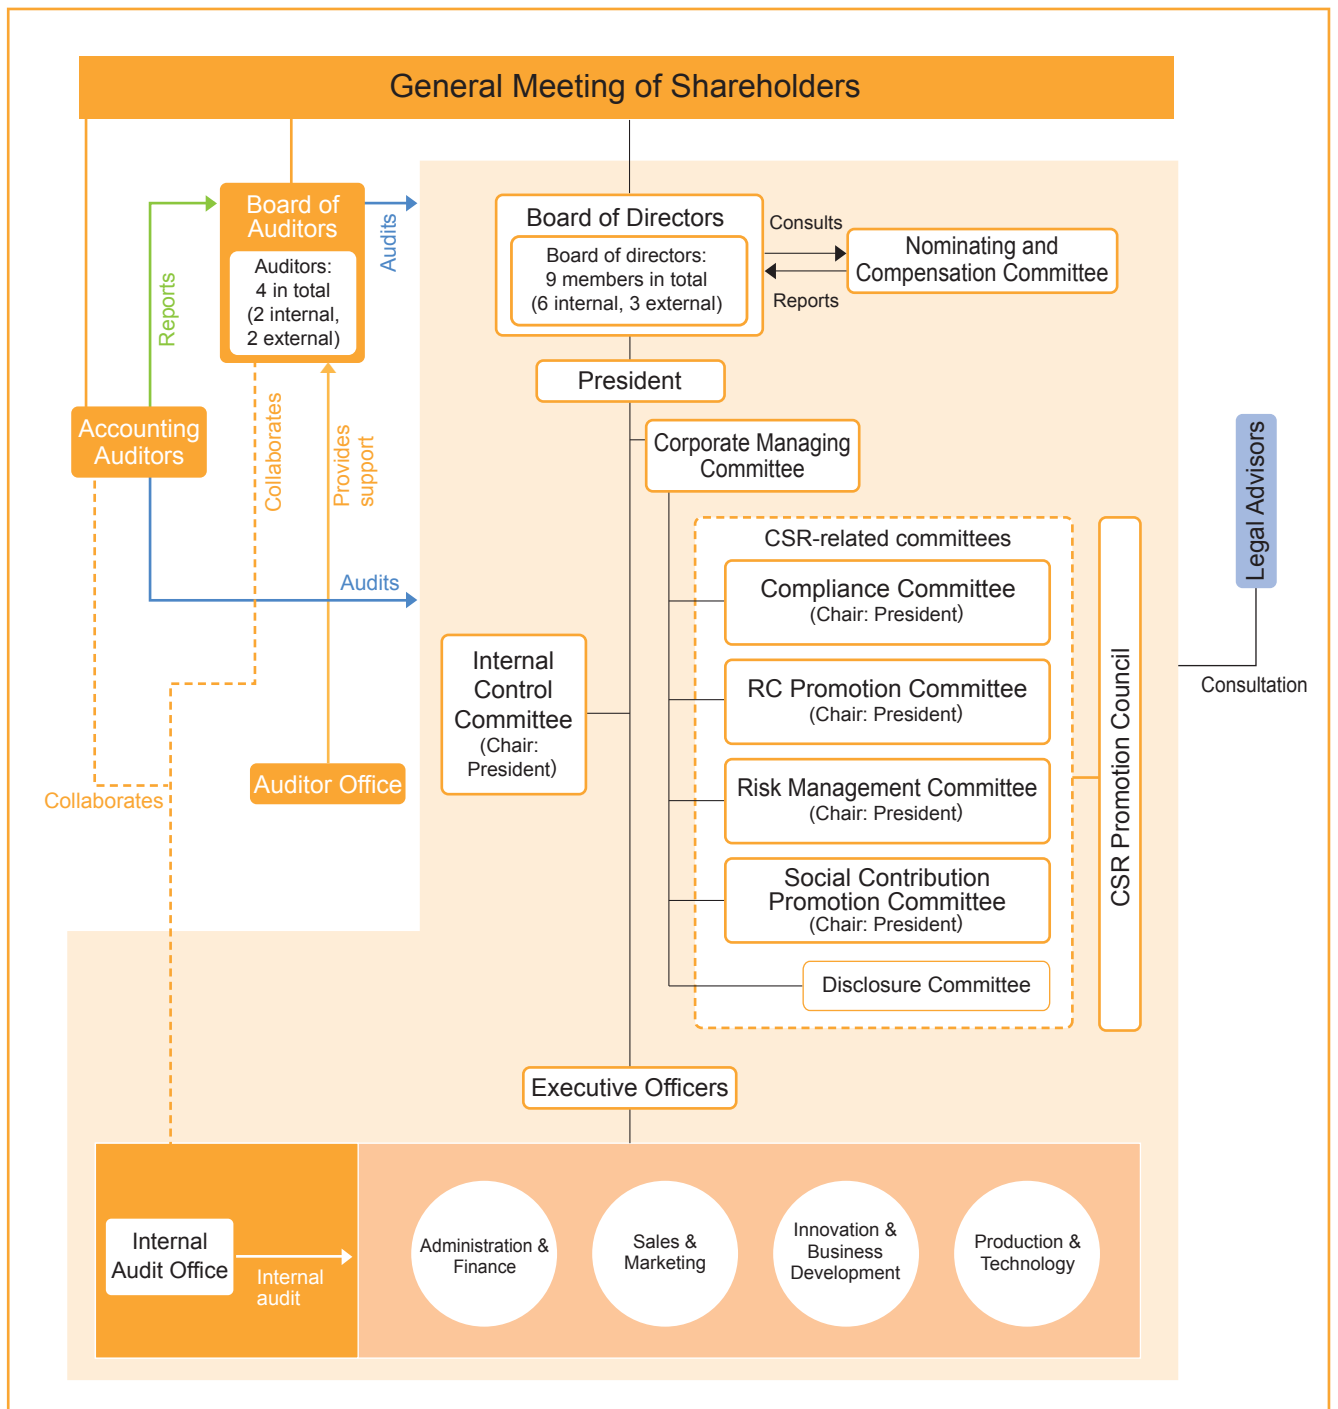 General Meeting of Shareholders
Board of
Auditors
Auditors:
4 in total
(2 internal,
2 external)
Audits
Reports
Accounting
Auditors
Collaborates
Provides
support
Audits
Collaborates
Auditor Office
Board of Directors
Board of directors:
9 members in total
(6 internal, 3 external)
Consults
Reports
Nominating and
Compensation Committee
President
Corporate Managing
Committee
CSR-related committees
Compliance Committee
(Chair: President)
RC Promotion Committee
(Chair: President)
Risk Management Committee
(Chair: President)
Social Contribution
Promotion Committee
(Chair: President)
Disclosure Committee
CSR Promotion Council
Legal Advisors
Consultation
Internal
Control
Committee
(Chair:
President)
Executive Officers
Internal
Audit Office
Internal
audit
Administration &
Finance
Sales &
Marketing
Innovation &
Business
Development
Production &
Technology